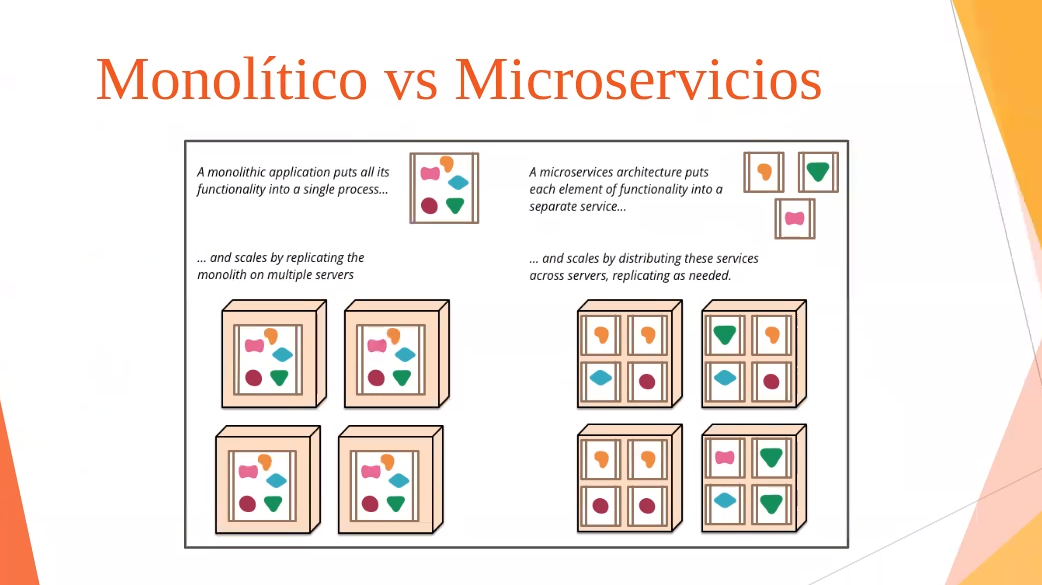 Monolítico vs Microservicios
A monolithic application puts all its
functionality into a single process...
... and scales by replicating the
monolith on multiple servers
A microservices architecture puts
each element of functionality into a
separate service...
... and scales by distributing these services
across servers, replicating as needed.